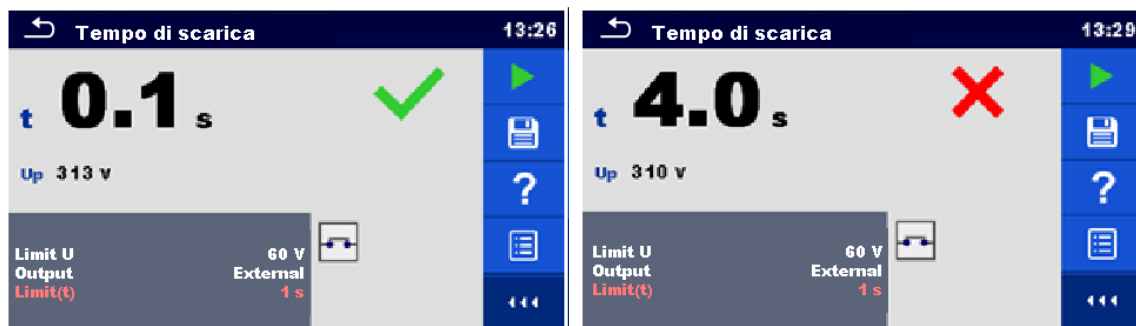 Tempo di scarica 13:26
t 0.1 s
Up 313 V
?
Limit U 60 V
Output External
Limit(t) 1 s
Tempo di scarica 13:29
t 4.0 s
Up 310 V
?
Limit U 60 V
Output External
Limit(t) 1 s